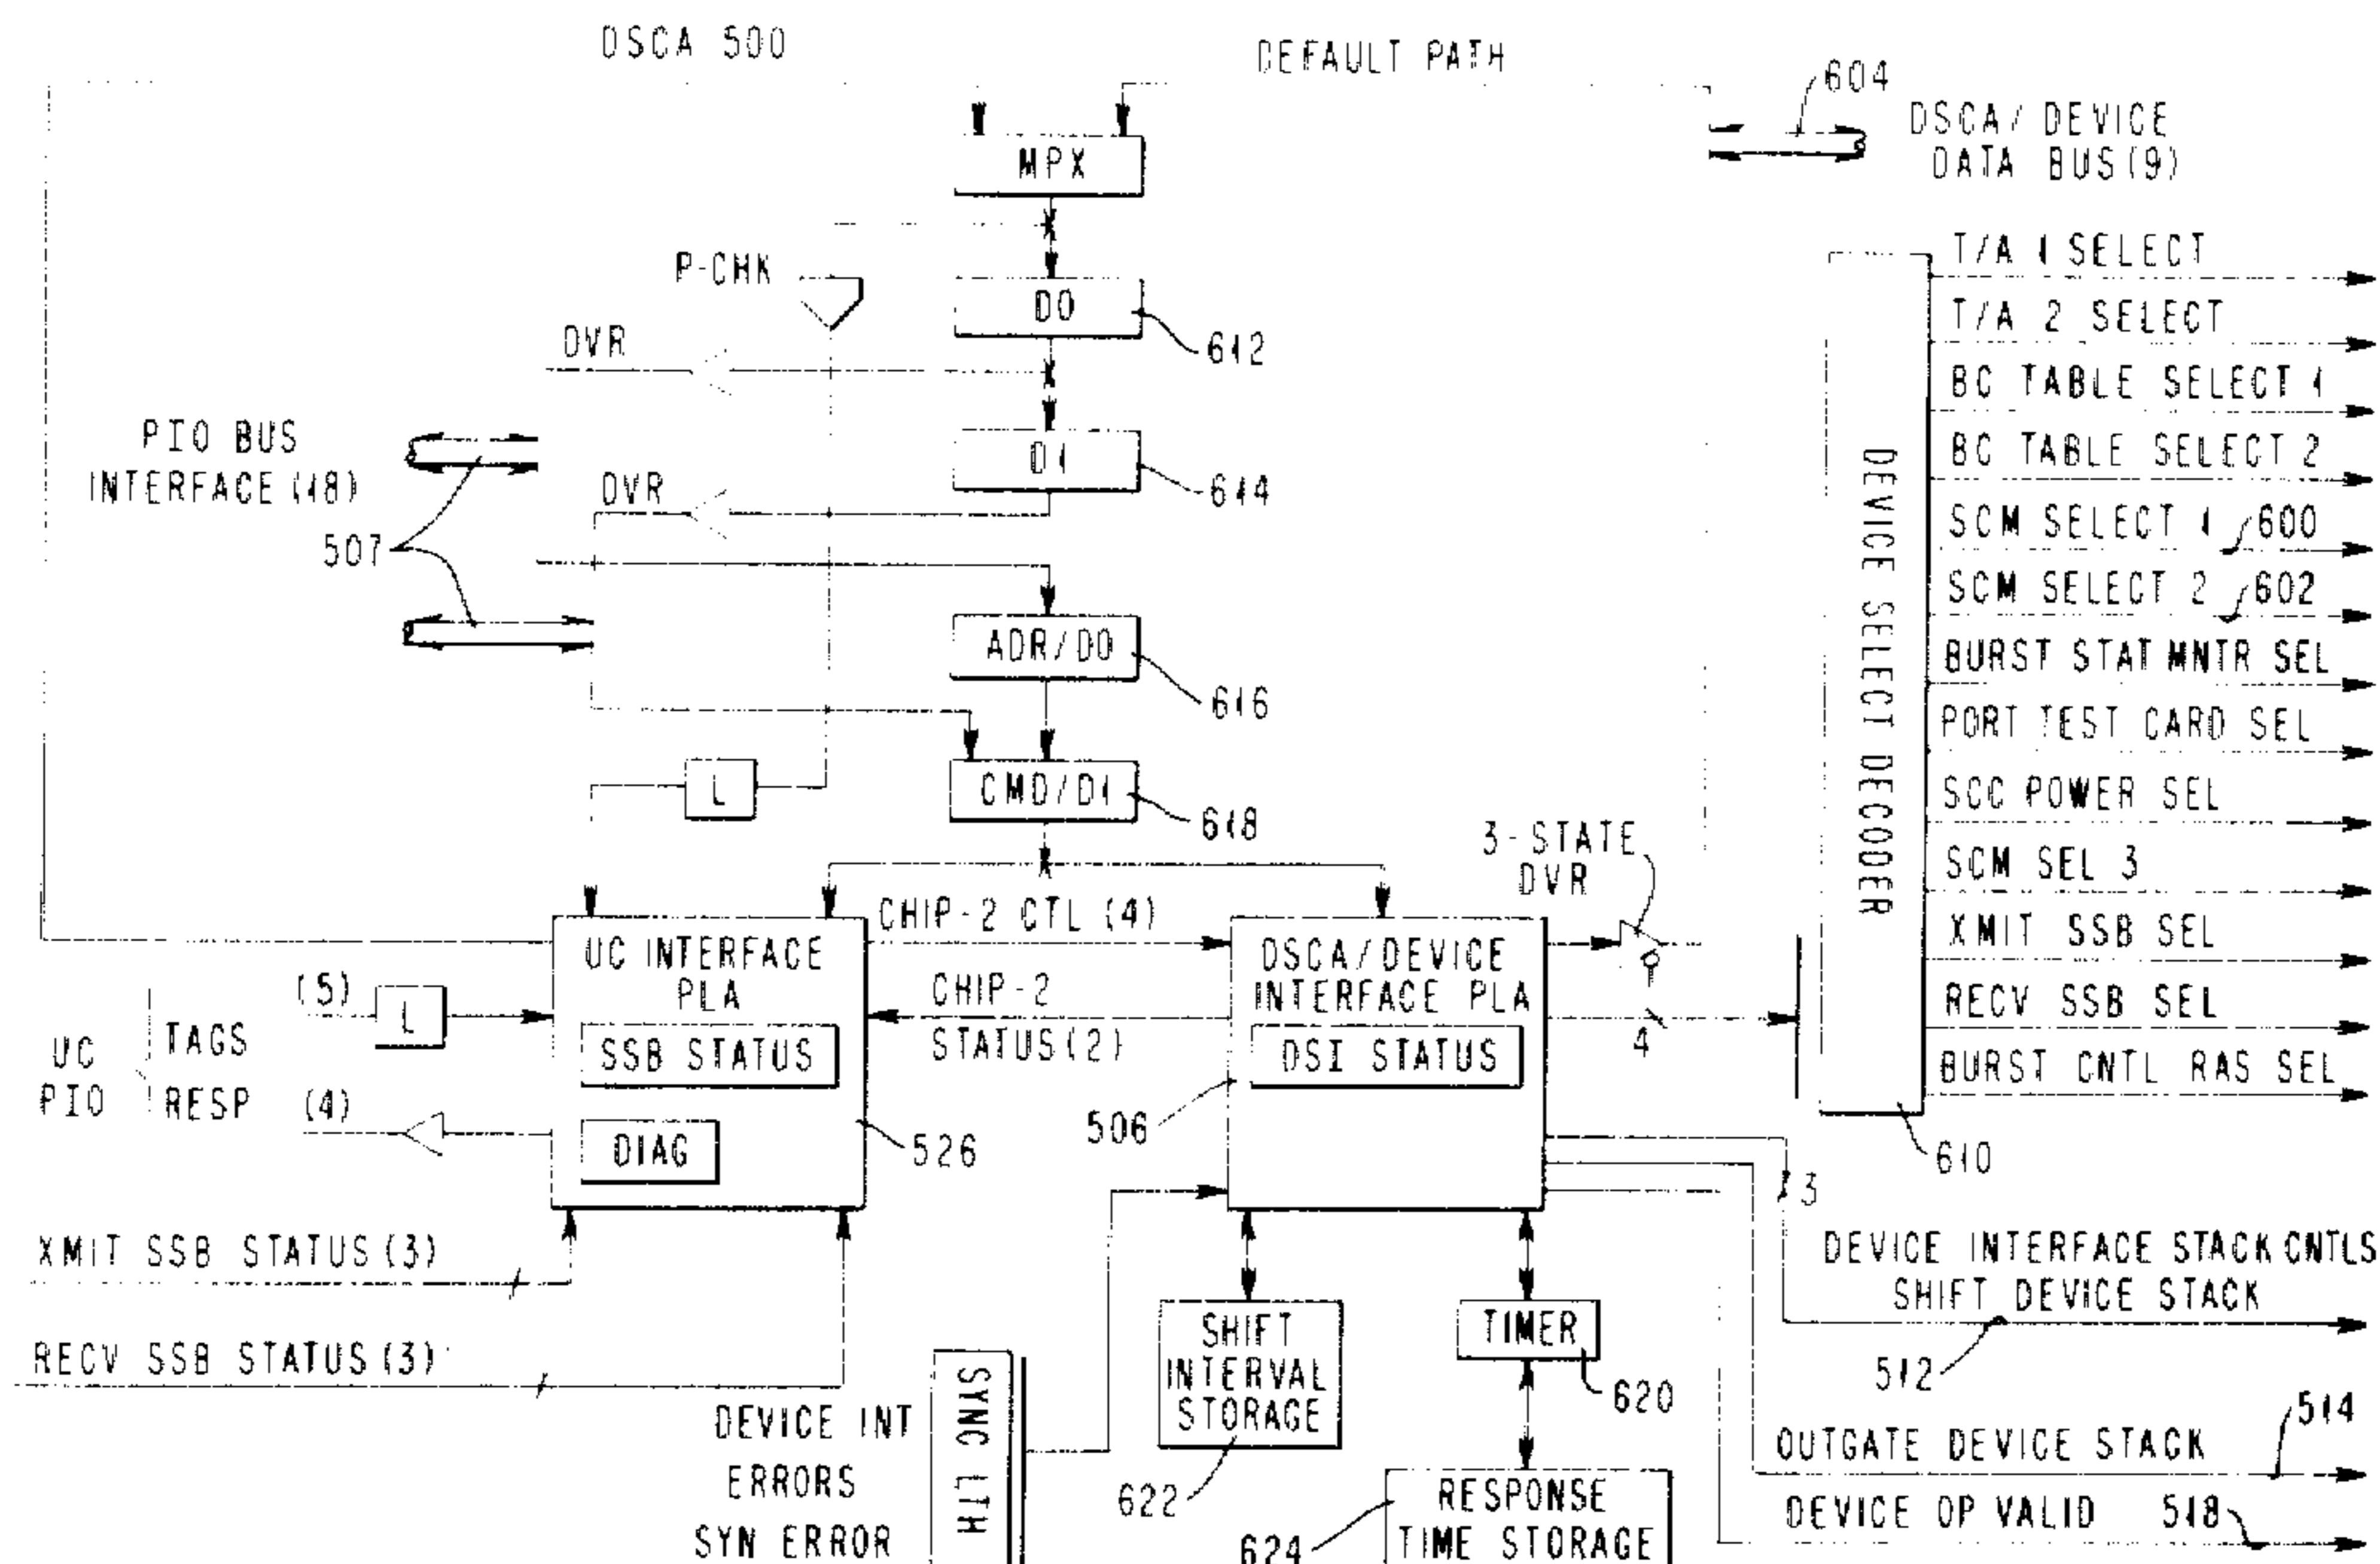 DSCA 500
DEFAULT PATH
604
DSCA/DEVICE
DATA BUS(9)
MPX
P-CHK
D0
612
DVR
PIO BUS
INTERFACE(18)
507
D1
614
DVR
ADR/D0
616
CMD/D1
618
L
3-STATE
DVR
DEVICE SELECT DECODER
T/A 1 SELECT
T/A 2 SELECT
BC TABLE SELECT 1
BC TABLE SELECT 2
SCM SELECT 1
600
SCM SELECT 2
602
BURST STAT MNTR SEL
PORT TEST CARD SEL
SCC POWER SEL
SCM SEL 3
XMIT SSB SEL
RECV SSB SEL
BURST CNTL RAS SEL
610
UC INTERFACE
PLA
SSB STATUS
DIAG
526
CHIP-2 CTL (4)
CHIP-2
STATUS(2)
DSCA/DEVICE
INTERFACE PLA
DSI STATUS
506
4
UC
PIO
TAGS
RESP
(5)
L
(4)
XMIT SSB STATUS(3)
RECV SSB STATUS(3)
3
DEVICE INTERFACE STACK CNTLS
SHIFT DEVICE STACK
512
SHIFT
INTERVAL
STORAGE
622
TIMER
620
OUTGATE DEVICE STACK
514
DEVICE OP VALID
518
DEVICE INT
ERRORS
SYN ERROR
SYNC LTH
RESPONSE
TIME STORAGE
624